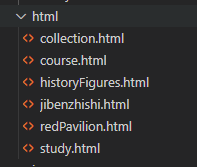 html
collection.html
course.html
historyFigures.html
jibenzhishi.html
redPavilion.html
study.html